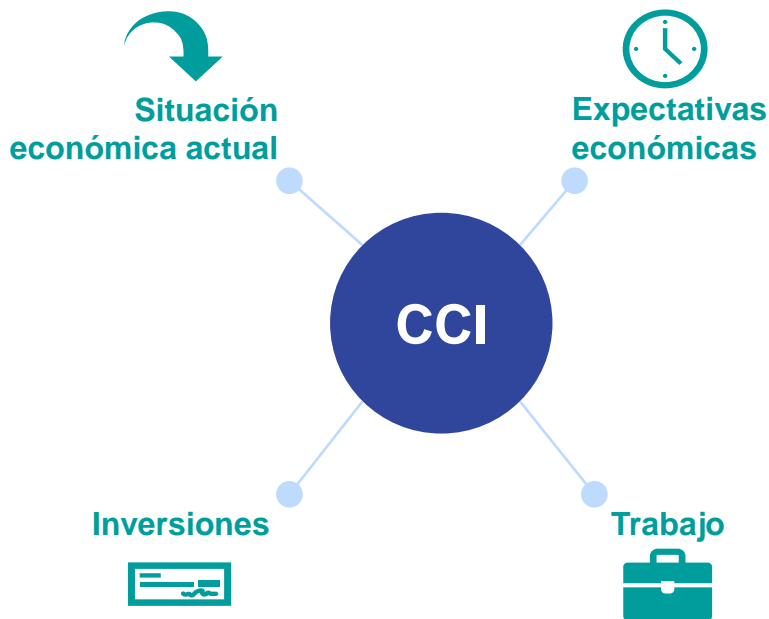 Situación
económica actual
Expectativas
económicas
CCI
Inversiones
Trabajo